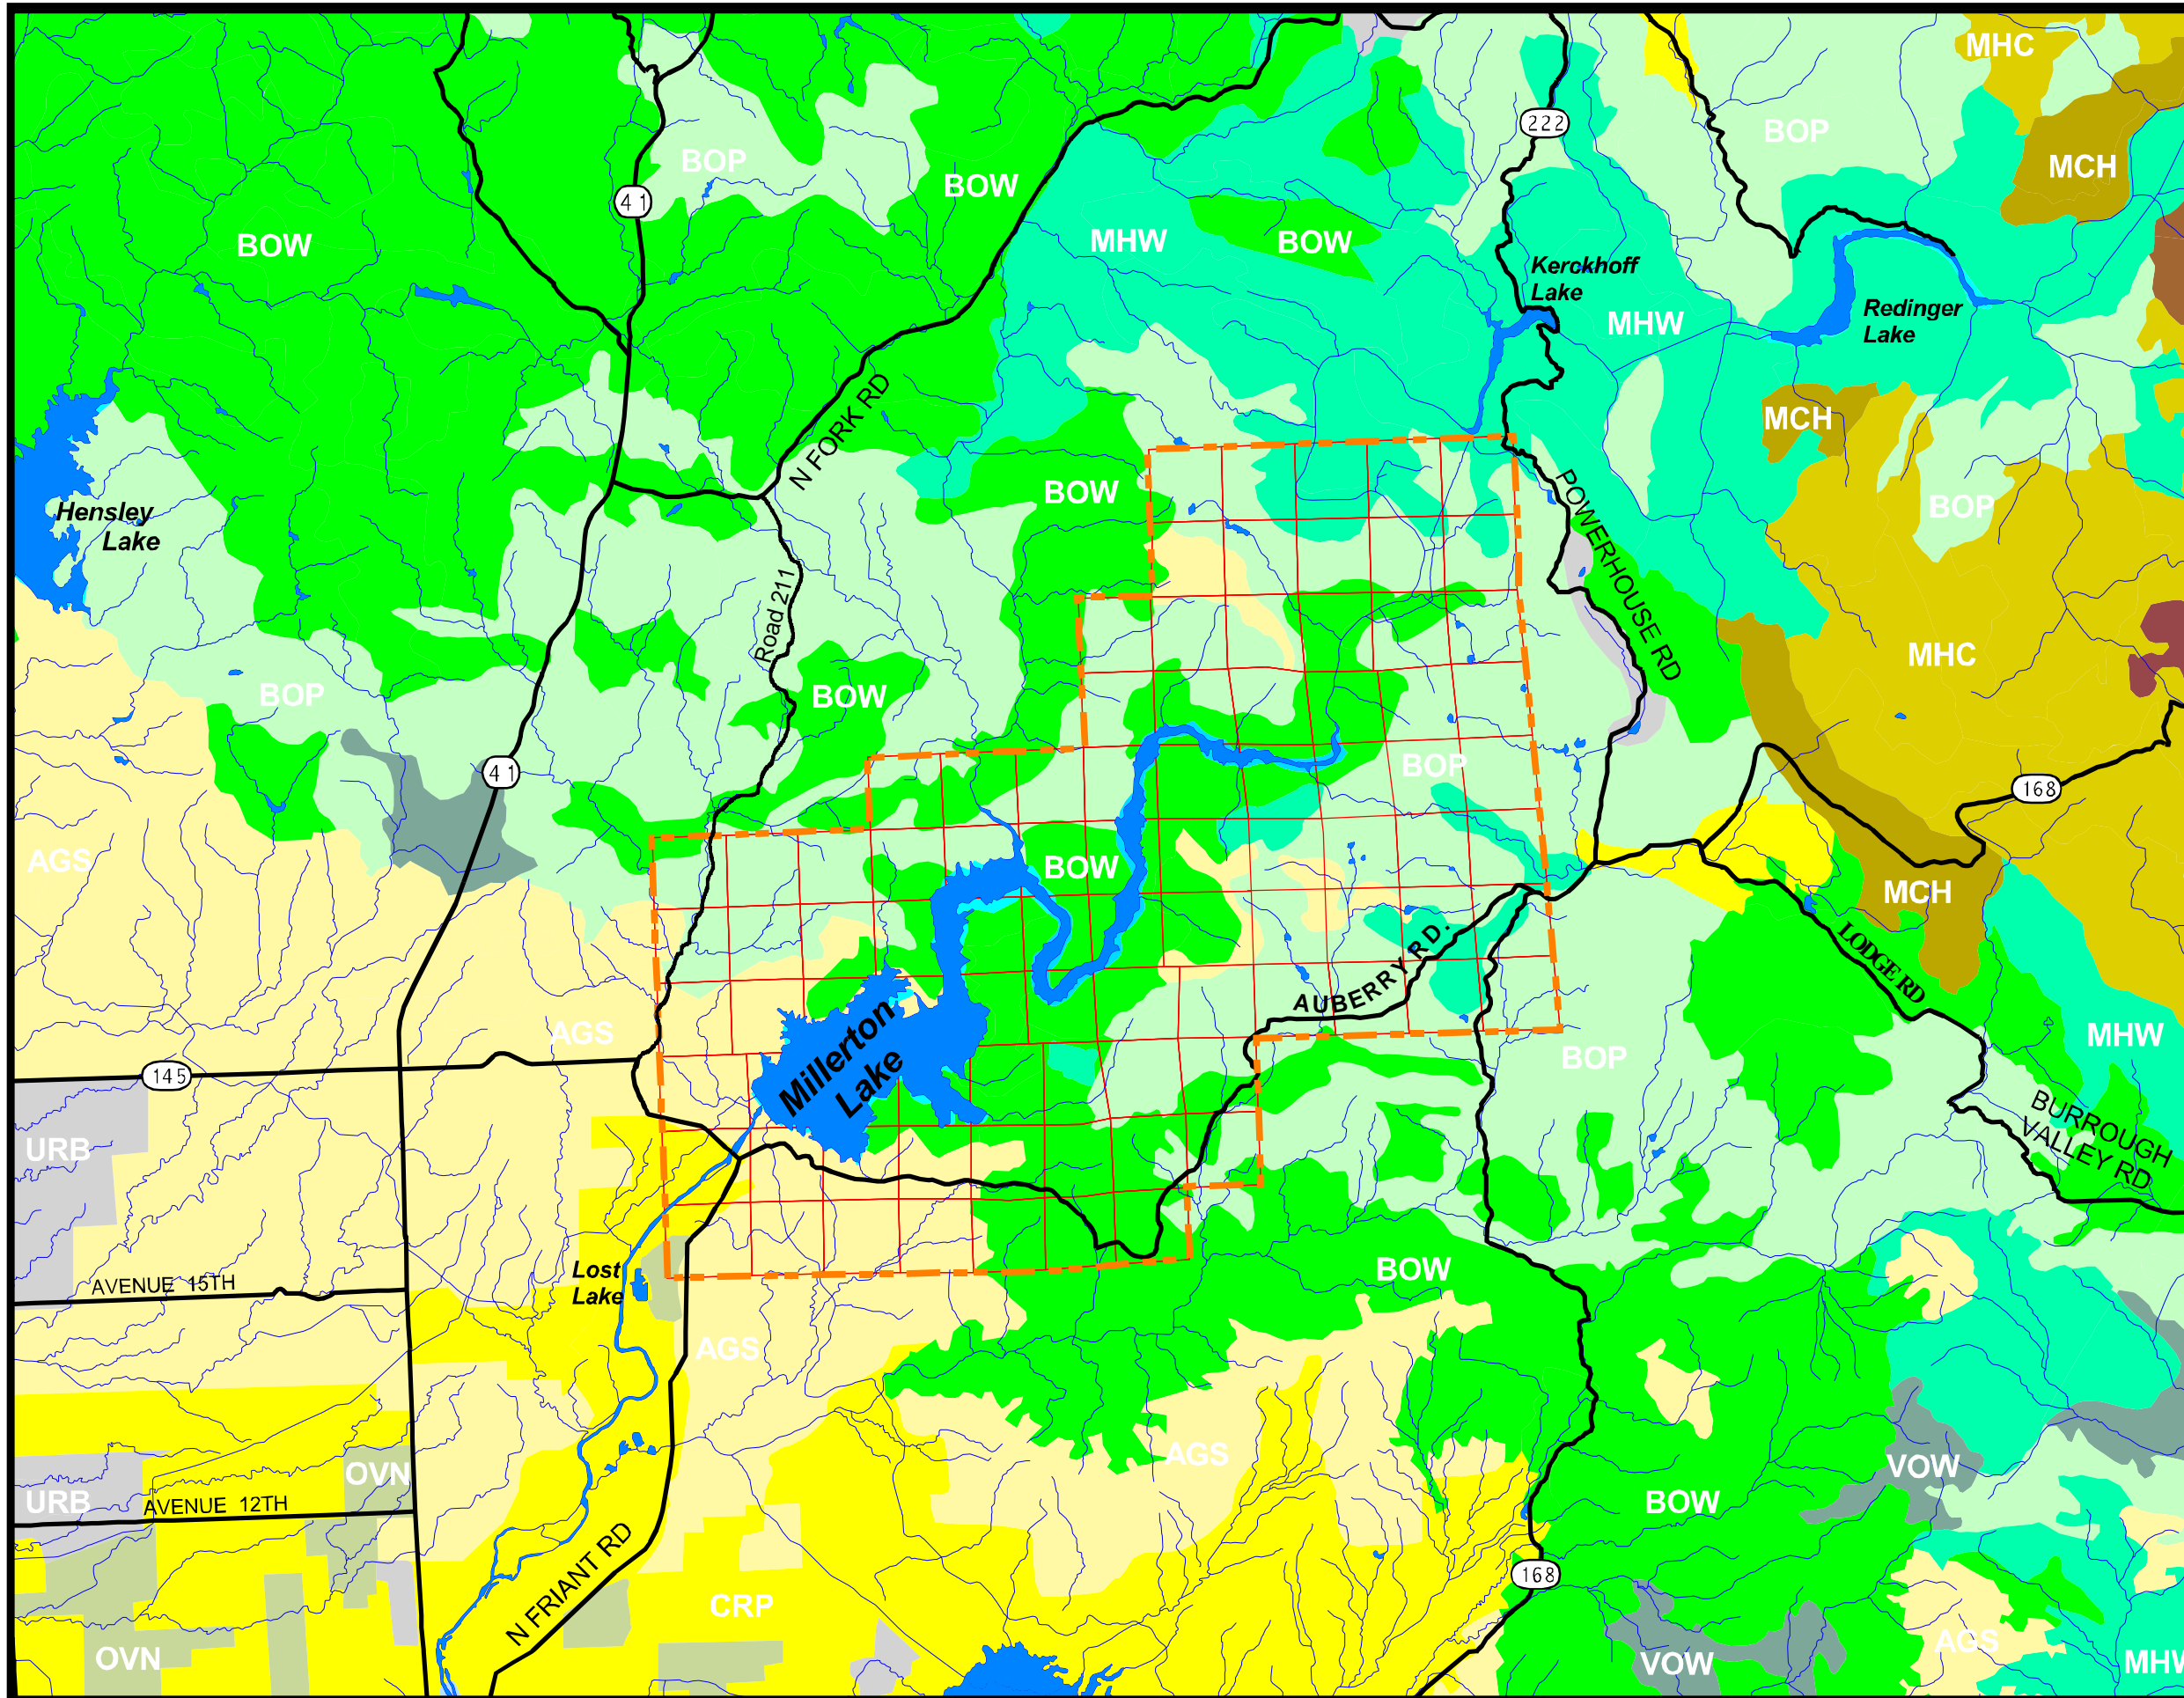 MHC
222
BOP
BOP
MCH
BOW
41
BOW
MHW
BOW
Kerckhoff
Lake
MHW
Redinger
Lake
N FORK RD
MCH
BOW
BOP
Hensley
Lake
POWERHOUSE RD
Road 211
MHC
BOP
BOW
41
BOP
168
AGS
BOW
MCH
LODGE RD
AUBERRY RD.
AGS
Millerton
Lake
MHW
BOP
145
URB
BURROUGH
VALLEY RD
Lost
Lake
BOW
AVENUE 15TH
AGS
AGS
OVN
VOW
URB
AVENUE 12TH
BOW
N FRIANT RD
168
CRP
AGS
OVN
VOW
MHW